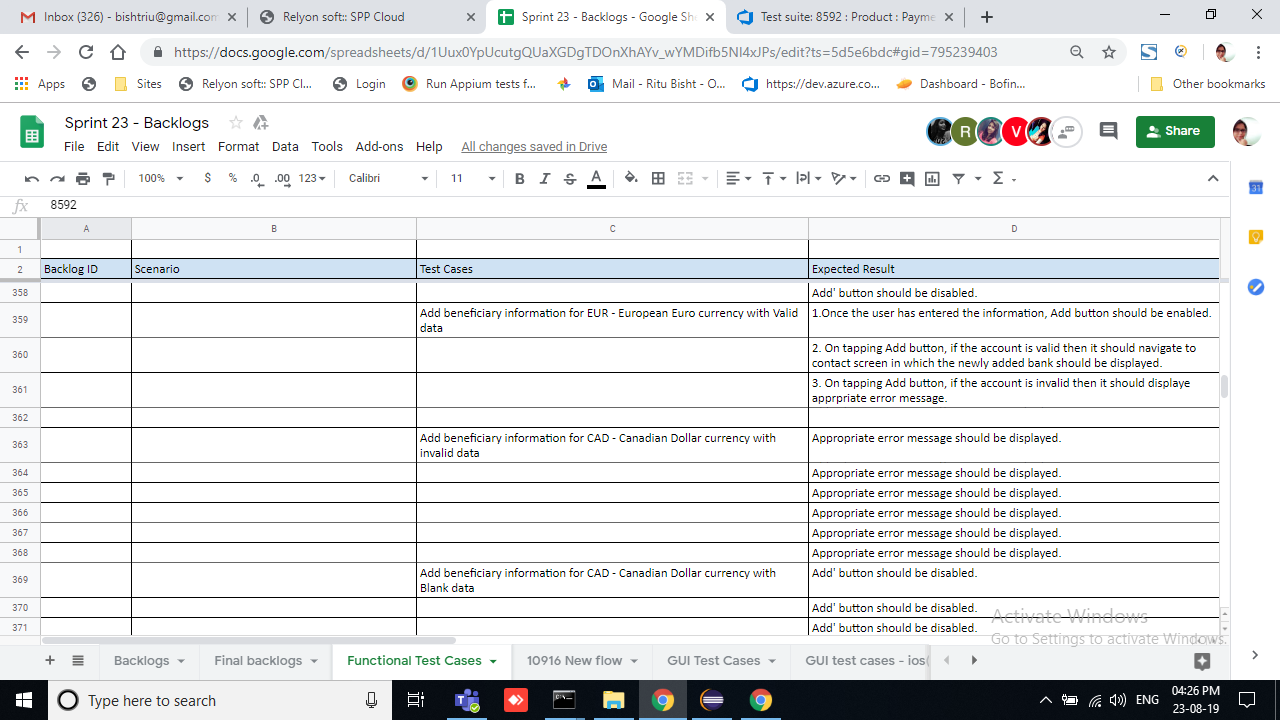 Inbox (326) - bishtriu@gmail.com
Relyon soft:: SPP Cloud
Sprint 23 - Backlogs - Google Sh
Test suite: 8592 : Product : Payme
https://docs.google.com/spreadsheets/d/1Uux0YpUcutgQUaXGDgTDOnXhAYv_wYMDifb5NI4xJPs/edit?ts=5d5e6bdc#gid=795239403
Apps
Sites
Relyon soft:: SPP Cl...
Login
Run Appium tests f...
Mail - Ritu Bisht - O...
https://dev.azure.co...
Dashboard - Bofin...
Other bookmarks
Sprint 23 - Backlogs
File Edit View Insert Format Data Tools Add-ons Help All changes saved in Drive
R V
Share
100% $ % .0 .00 123 Calibri 11 B I S A Σ
31
fx 8592
A B C D
1
2 Backlog ID Scenario Test Cases Expected Result
358 Add' button should be disabled.
359 Add beneficiary information for EUR - European Euro currency with Valid data 1.Once the user has entered the information, Add button should be enabled.
360 2. On tapping Add button, if the account is valid then it should navigate to
contact screen in which the newly added bank should be displayed.
361 3. On tapping Add button, if the account is invalid then it should displaye
apprpriate error message.
362
363 Add beneficiary information for CAD - Canadian Dollar currency with invalid data Appropriate error message should be displayed.
364 Appropriate error message should be displayed.
365 Appropriate error message should be displayed.
366 Appropriate error message should be displayed.
367 Appropriate error message should be displayed.
368 Appropriate error message should be displayed.
369 Add beneficiary information for CAD - Canadian Dollar currency with Blank data Add' button should be disabled.
370 Add' button should be disabled.
371 Add' button should be disabled.
Activate Windows
Go to Settings to activate Windows.
Backlogs
Final backlogs
Functional Test Cases
10916 New flow
GUI Test Cases
GUI test cases - ios(
Type here to search
ENG
04:26 PM
23-08-19